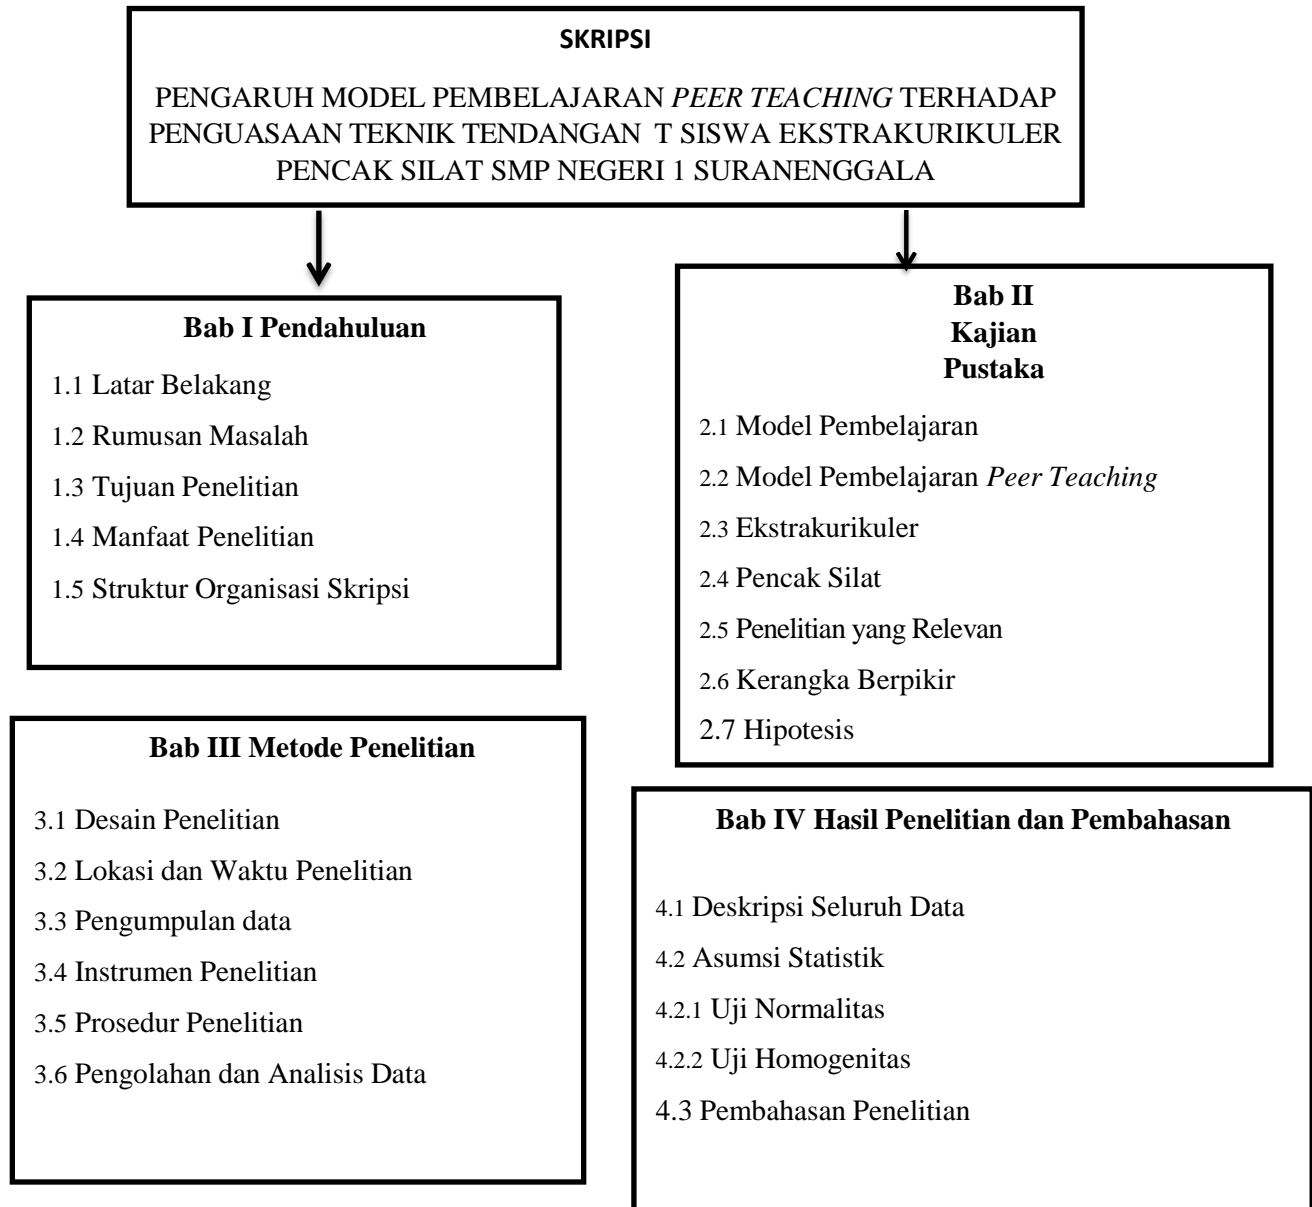 SKRIPSI
PENGARUH MODEL PEMBELAJARAN PEER TEACHING TERHADAP
PENGUASAAN TEKNIK TENDANGAN T SISWA EKSTRAKURIKULER
PENCAK SILAT SMP NEGERI 1 SURANENGGALA
Bab I Pendahuluan
1.1 Latar Belakang
1.2 Rumusan Masalah
1.3 Tujuan Penelitian
1.4 Manfaat Penelitian
1.5 Struktur Organisasi Skripsi
Bab II
Kajian
Pustaka
2.1 Model Pembelajaran
2.2 Model Pembelajaran Peer Teaching
2.3 Ekstrakurikuler
2.4 Pencak Silat
2.5 Penelitian yang Relevan
2.6 Kerangka Berpikir
2.7 Hipotesis
Bab III Metode Penelitian
3.1 Desain Penelitian
3.2 Lokasi dan Waktu Penelitian
3.3 Pengumpulan data
3.4 Instrumen Penelitian
3.5 Prosedur Penelitian
3.6 Pengolahan dan Analisis Data
Bab IV Hasil Penelitian dan Pembahasan
4.1 Deskripsi Seluruh Data
4.2 Asumsi Statistik
4.2.1 Uji Normalitas
4.2.2 Uji Homogenitas
4.3 Pembahasan Penelitian